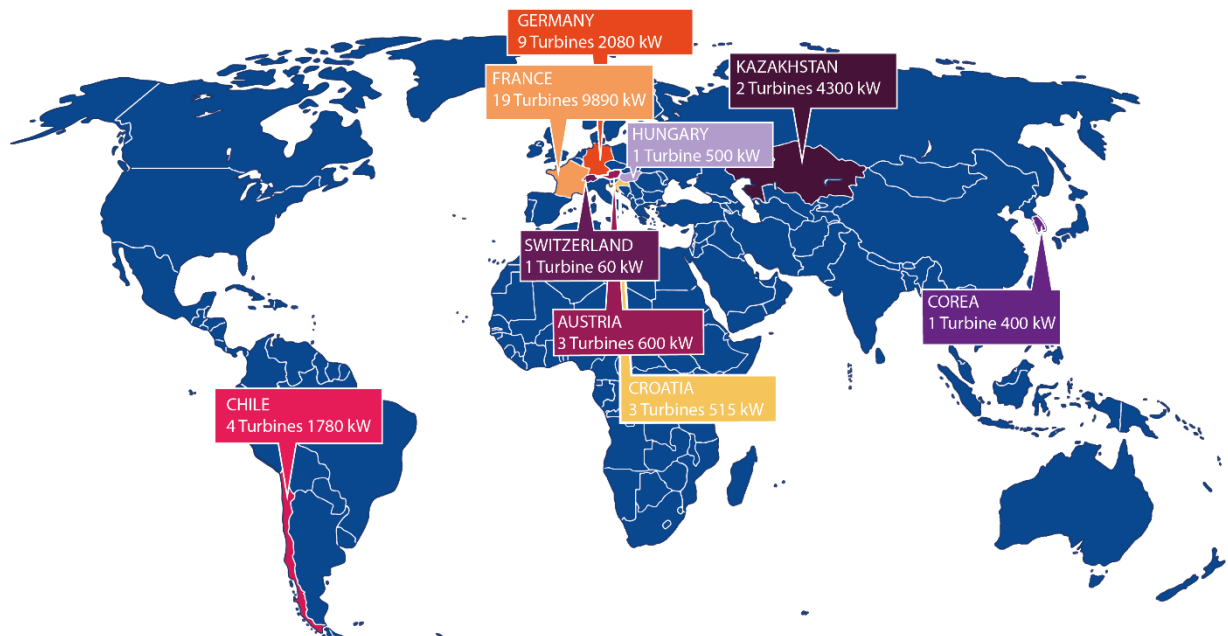 GERMANY
9 Turbines 2080 kW
FRANCE
19 Turbines 9890 kW
KAZAKHSTAN
2 Turbines 4300 kW
HUNGARY
1 Turbine 500 kW
SWITZERLAND
1 Turbine 60 kW
COREA
1 Turbine 400 kW
AUSTRIA
3 Turbines 600 kW
CROATIA
3 Turbines 515 kW
CHILE
4 Turbines 1780 kW